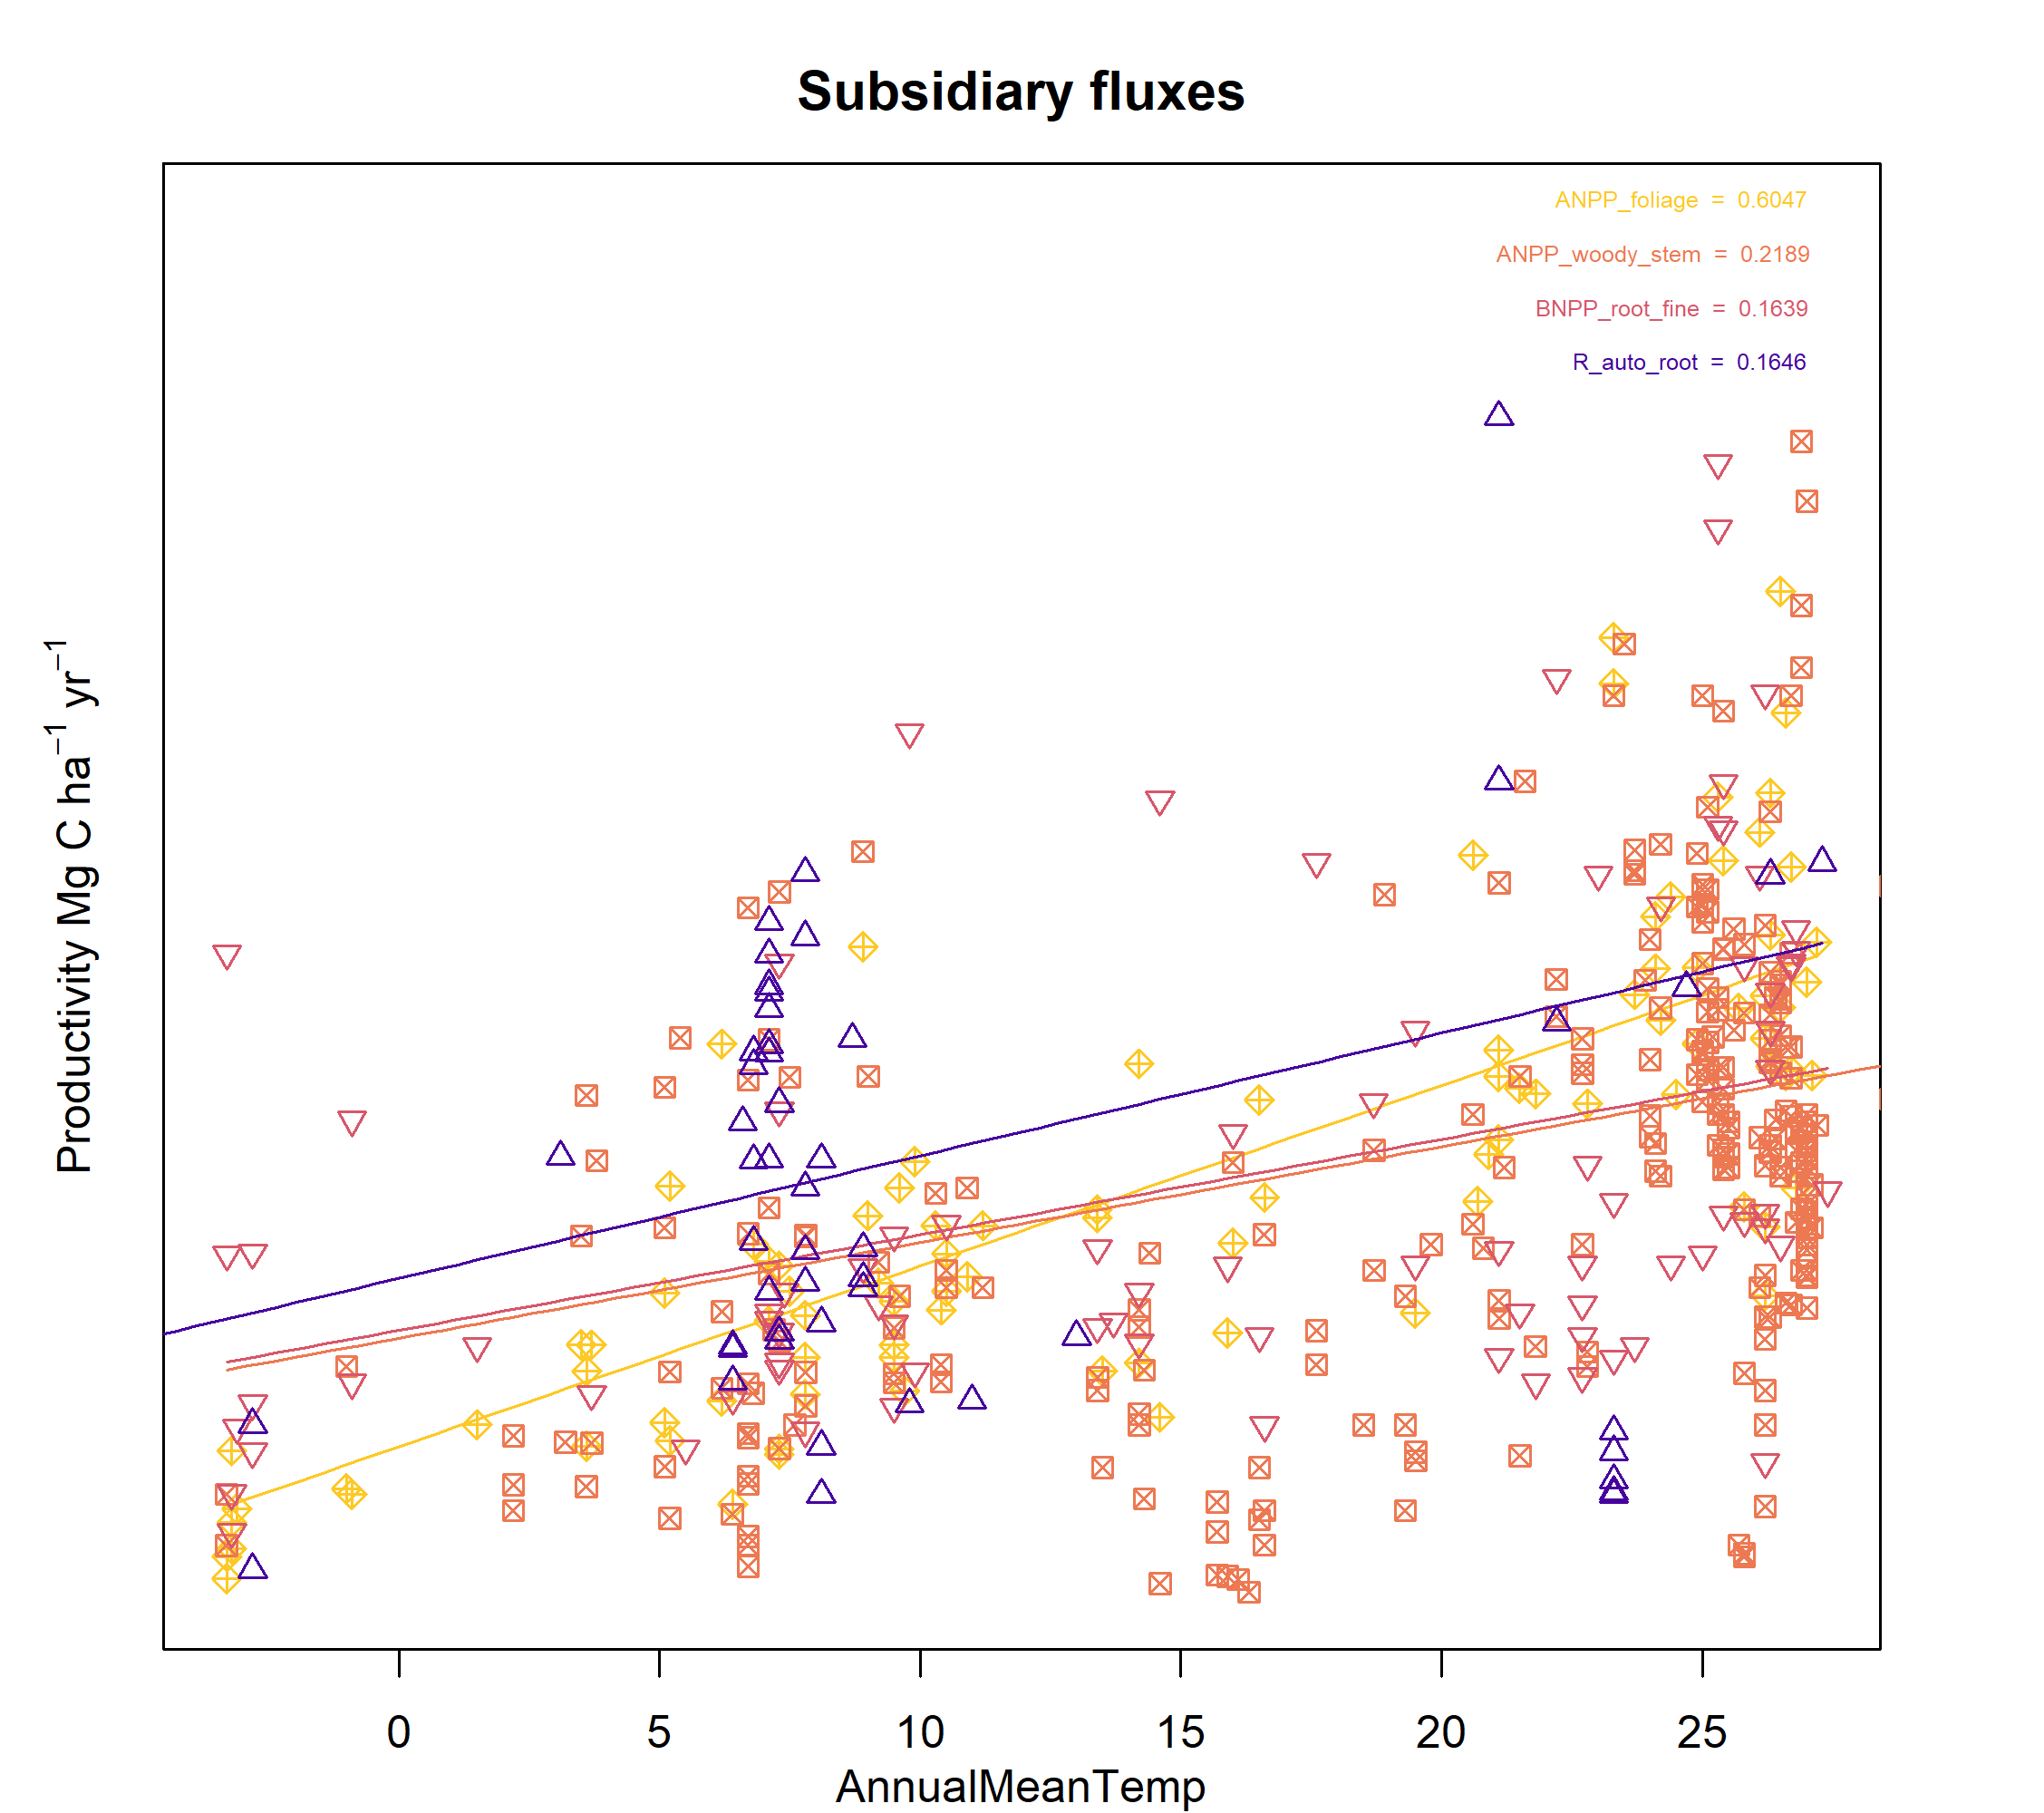 Subsidiary fluxes
ANPP_foliage = 0.6047
ANPP_woody_stem = 0.2189
BNPP_root_fine = 0.1639
R_auto_root = 0.1646
Productivity Mg C ha⁻¹ yr⁻¹
0 5 10 15 20 25
AnnualMeanTemp